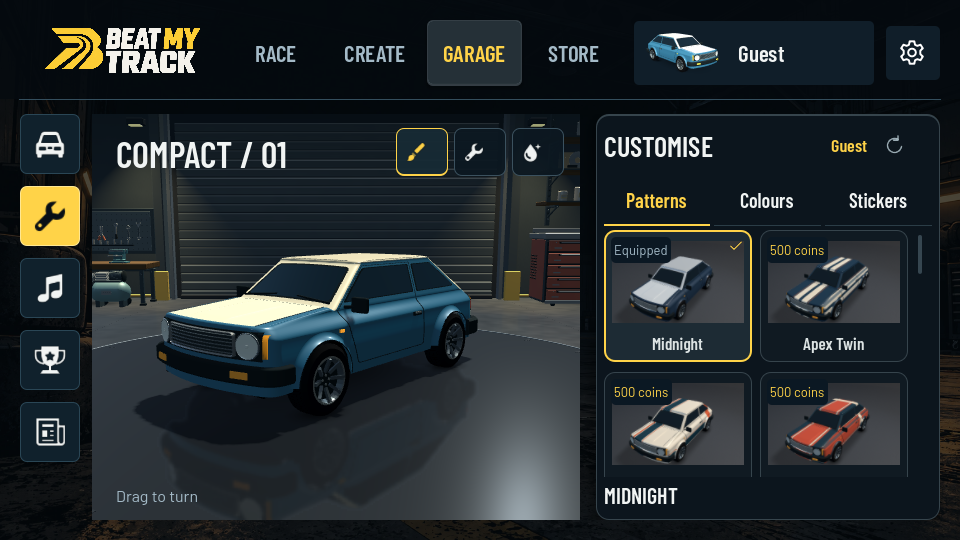 BEAT MY
TRACK
RACE
CREATE
GARAGE
STORE
Guest
COMPACT / 01
CUSTOMISE
Guest
Patterns
Colours
Stickers
Equipped
500 coins
Midnight
Apex Twin
500 coins
500 coins
Drag to turn
MIDNIGHT